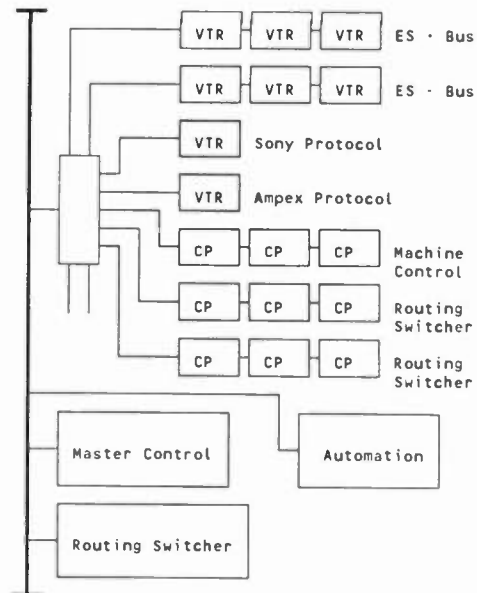 VTR VTR VTR ES · Bus
VTR VTR VTR ES - Bus
VTR Sony Protocol
VTR Ampex Protocol
CP CP CP Machine
Control
CP CP CP Routing
Switcher
CP CP CP Routing
Switcher
Master Control
Automation
Routing Switcher